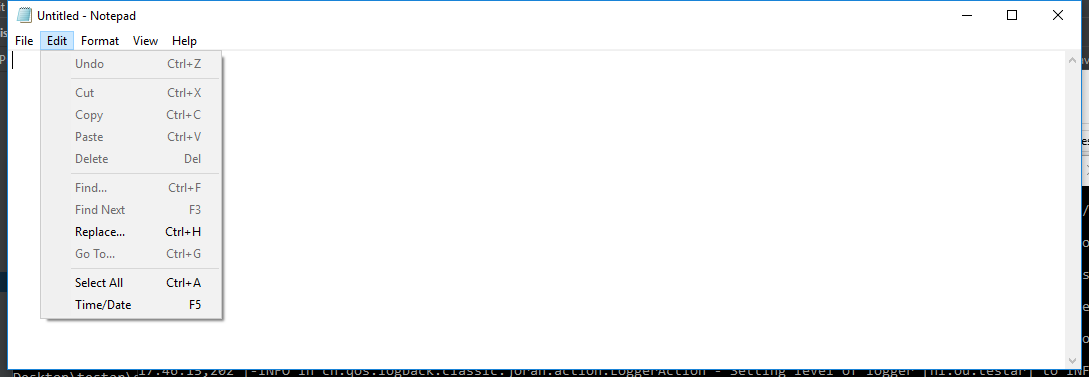 Untitled - Notepad
File Edit Format View Help
Undo Ctrl+Z
Cut Ctrl+X
Copy Ctrl+C
Paste Ctrl+V
Delete Del
Find... Ctrl+F
Find Next F3
Replace... Ctrl+H
Go To... Ctrl+G
Select All Ctrl+A
Time/Date F5
17:46:15,202 |-INFO in ch.qos.logback.classic.joran.action.LoggerAction - Setting level of logger [nl.ou.testar] to INF
Desktop\testar\